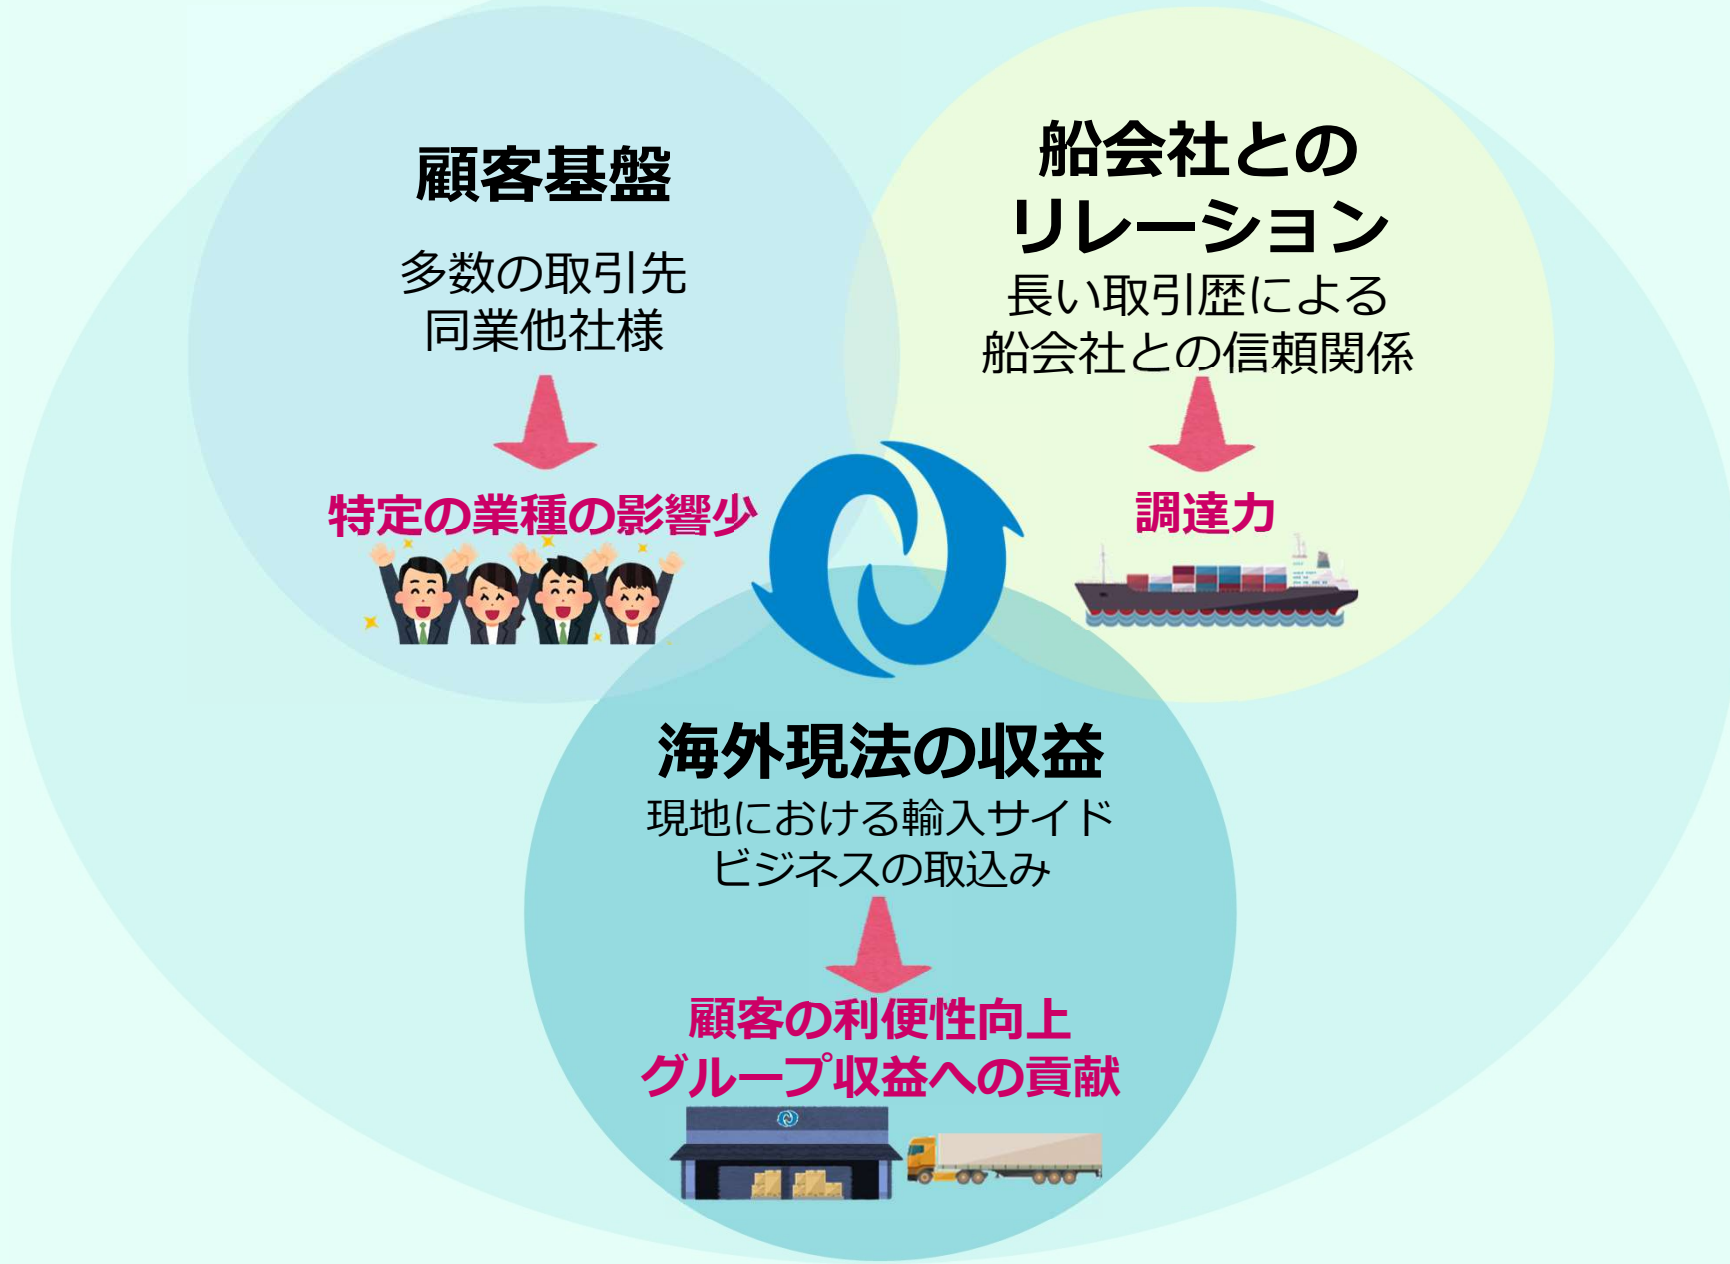 顧客基盤
多数の取引先
同業他社様
特定の業種の影響少
船会社との
リレーション
長い取引歴による
船会社との信頼関係
調達力
海外現法の収益
現地における輸入サイド
ビジネスの取込み
顧客の利便性向上
グループ収益への貢献